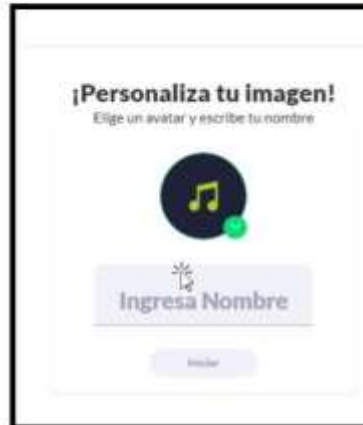 ¡Personaliza tu imagen!
Elige un avatar y escribe tu nombre
Ingresa Nombre
Iniciar